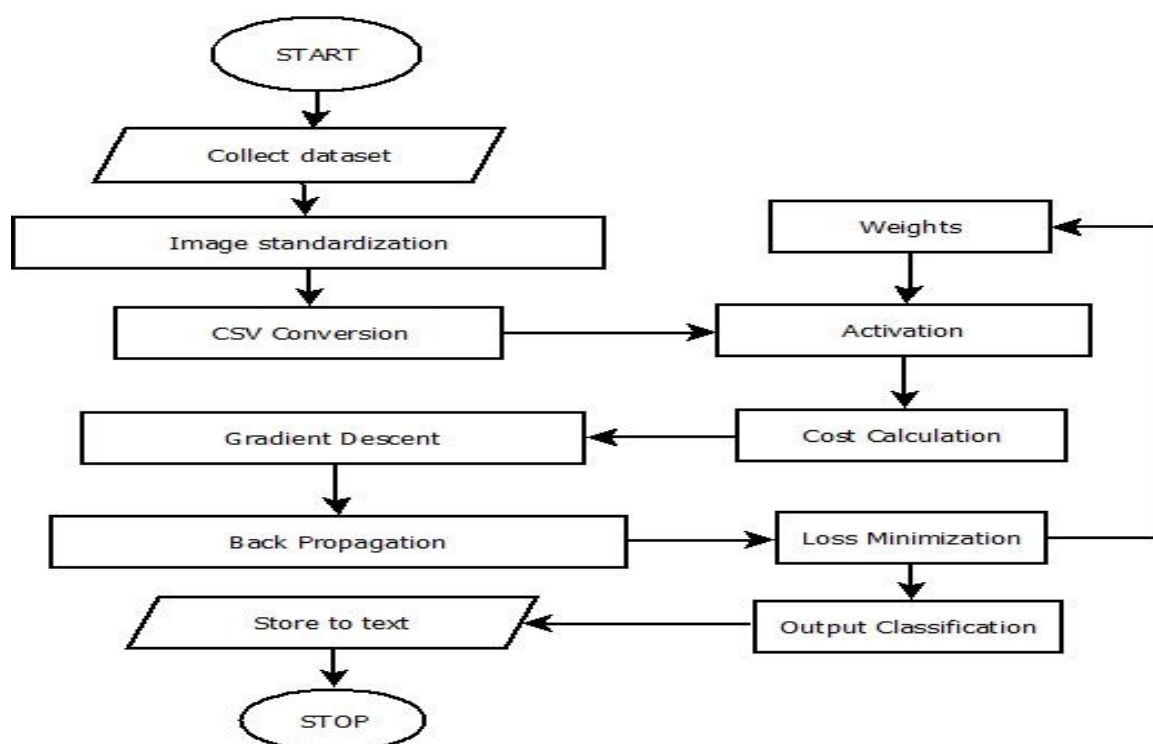 START
Collect dataset
Image standardization
Weights
CSV Conversion
Activation
Gradient Descent
Cost Calculation
Back Propagation
Loss Minimization
Store to text
Output Classification
STOP